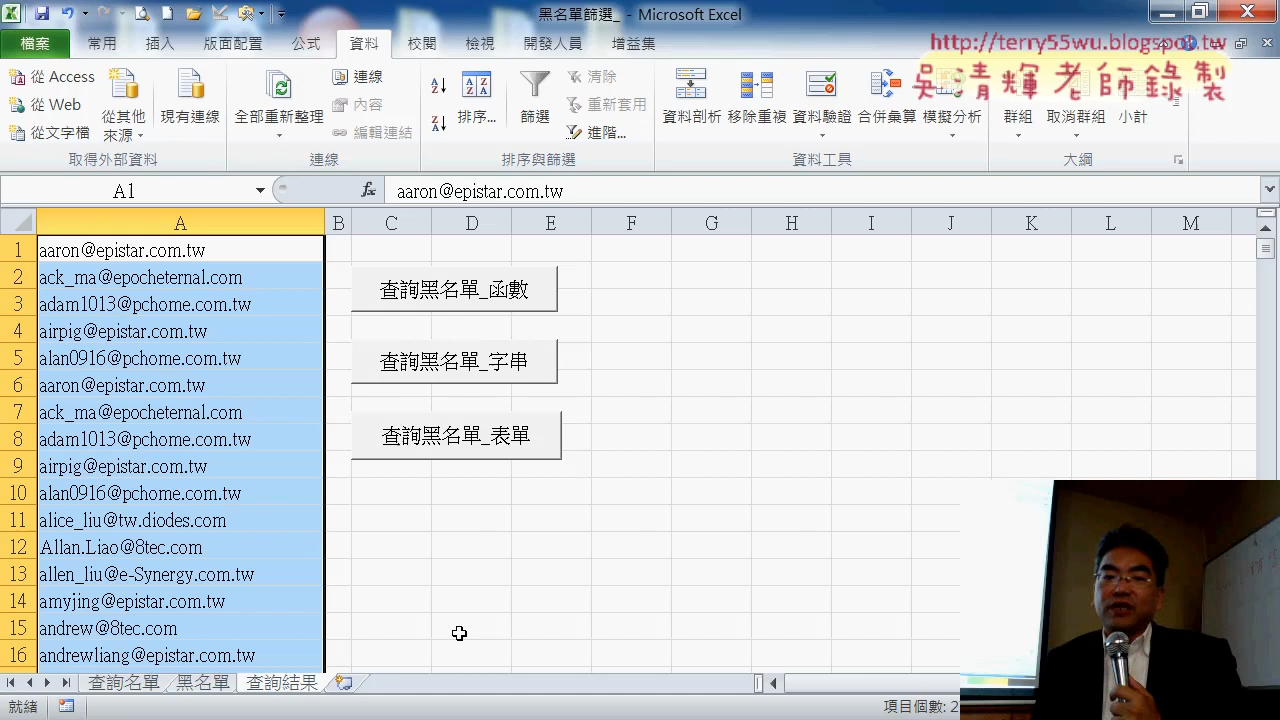 黑名單篩選_ - Microsoft Excel
檔案 常用 插入 版面配置 公式 資料 校閱 檢視 開發人員 增益集
http://terry55wu.blogspot.tw
吳清輝老師錄製
從 Access
從 Web
從文字檔
從其他來源
現有連線
全部重新整理
連線
內容
編輯連結
排序...
篩選
清除
重新套用
進階...
資料剖析 移除重複 資料驗證 合併彙算 模擬分析
群組 取消群組 小計
取得外部資料 連線 排序與篩選 資料工具 大綱
A1 fx aaron@epistar.com.tw
A B C D E F G H I J K L M
1 aaron@epistar.com.tw
2 ack_ma@epocheternal.com
查詢黑名單_函數
3 adam1013@pchome.com.tw
4 airpig@epistar.com.tw
5 alan0916@pchome.com.tw
查詢黑名單_字串
6 aaron@epistar.com.tw
7 ack_ma@epocheternal.com
8 adam1013@pchome.com.tw
查詢黑名單_表單
9 airpig@epistar.com.tw
10 alan0916@pchome.com.tw
11 alice_liu@tw.diodes.com
12 Allan.Liao@8tec.com
13 allen_liu@e-Synergy.com.tw
14 amyjing@epistar.com.tw
15 andrew@8tec.com
16 andrewliang@epistar.com.tw
查詢名單 黑名單 查詢結果
就緒 項目個數: 2